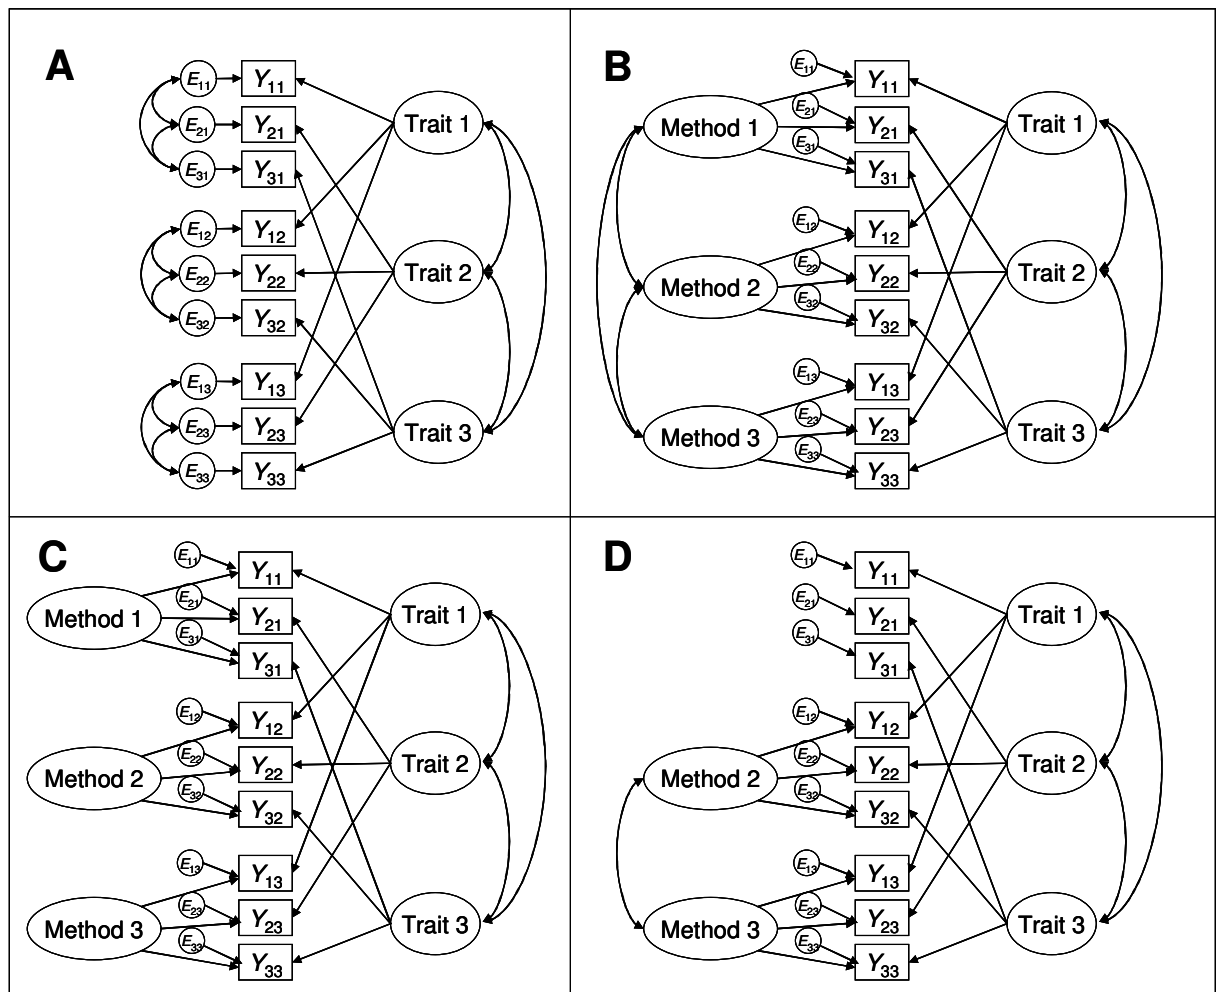 A
E11 Y11
Trait 1
E21 Y21
E31 Y31
E12 Y12
E22 Y22
Trait 2
E32 Y32
E13 Y13
E23 Y23
Trait 3
E33 Y33
B
E11 Y11
Method 1
E21 Y21
Trait 1
E31 Y31
E12 Y12
E22 Y22
Method 2
Trait 2
E32 Y32
E13 Y13
Method 3
E23 Y23
Trait 3
E33 Y33
C
E11 Y11
Method 1
E21 Y21
Trait 1
E31 Y31
E12 Y12
E22 Y22
Method 2
Trait 2
E32 Y32
E13 Y13
Method 3
E23 Y23
Trait 3
E33 Y33
D
E11 Y11
E21 Y21
Trait 1
E31 Y31
E12 Y12
E22 Y22
Method 2
Trait 2
E32 Y32
E13 Y13
Method 3
E23 Y23
Trait 3
E33 Y33